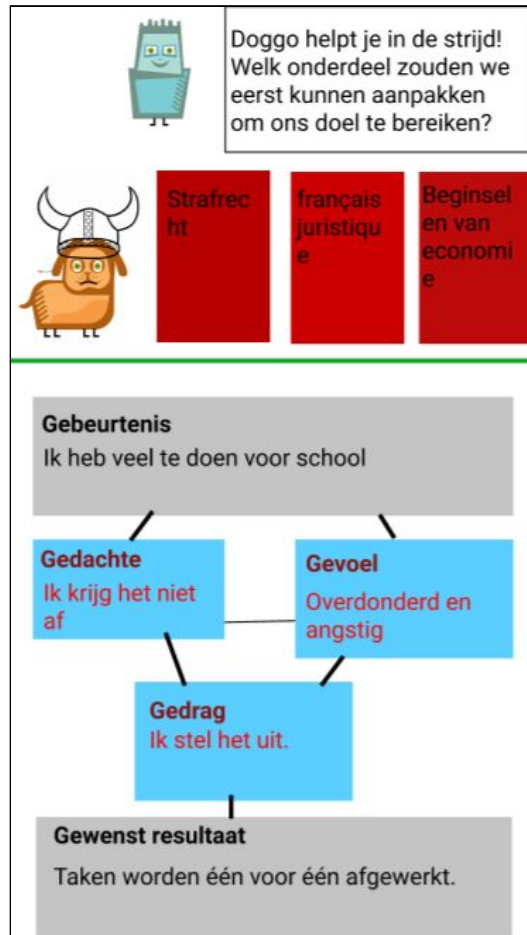 Doggo helpt je in de strijd!
Welk onderdeel zouden we
eerst kunnen aanpakken
om ons doel te bereiken?
Strafrec
ht
français
juristiqu
e
Beginsel
en van
economi
e
Gebeurtenis
Ik heb veel te doen voor school
Gedachte
Ik krijg het niet
af
Gevoel
Overdonderd en
angstig
Gedrag
Ik stel het uit.
Gewenst resultaat
Taken worden één voor één afgewerkt.